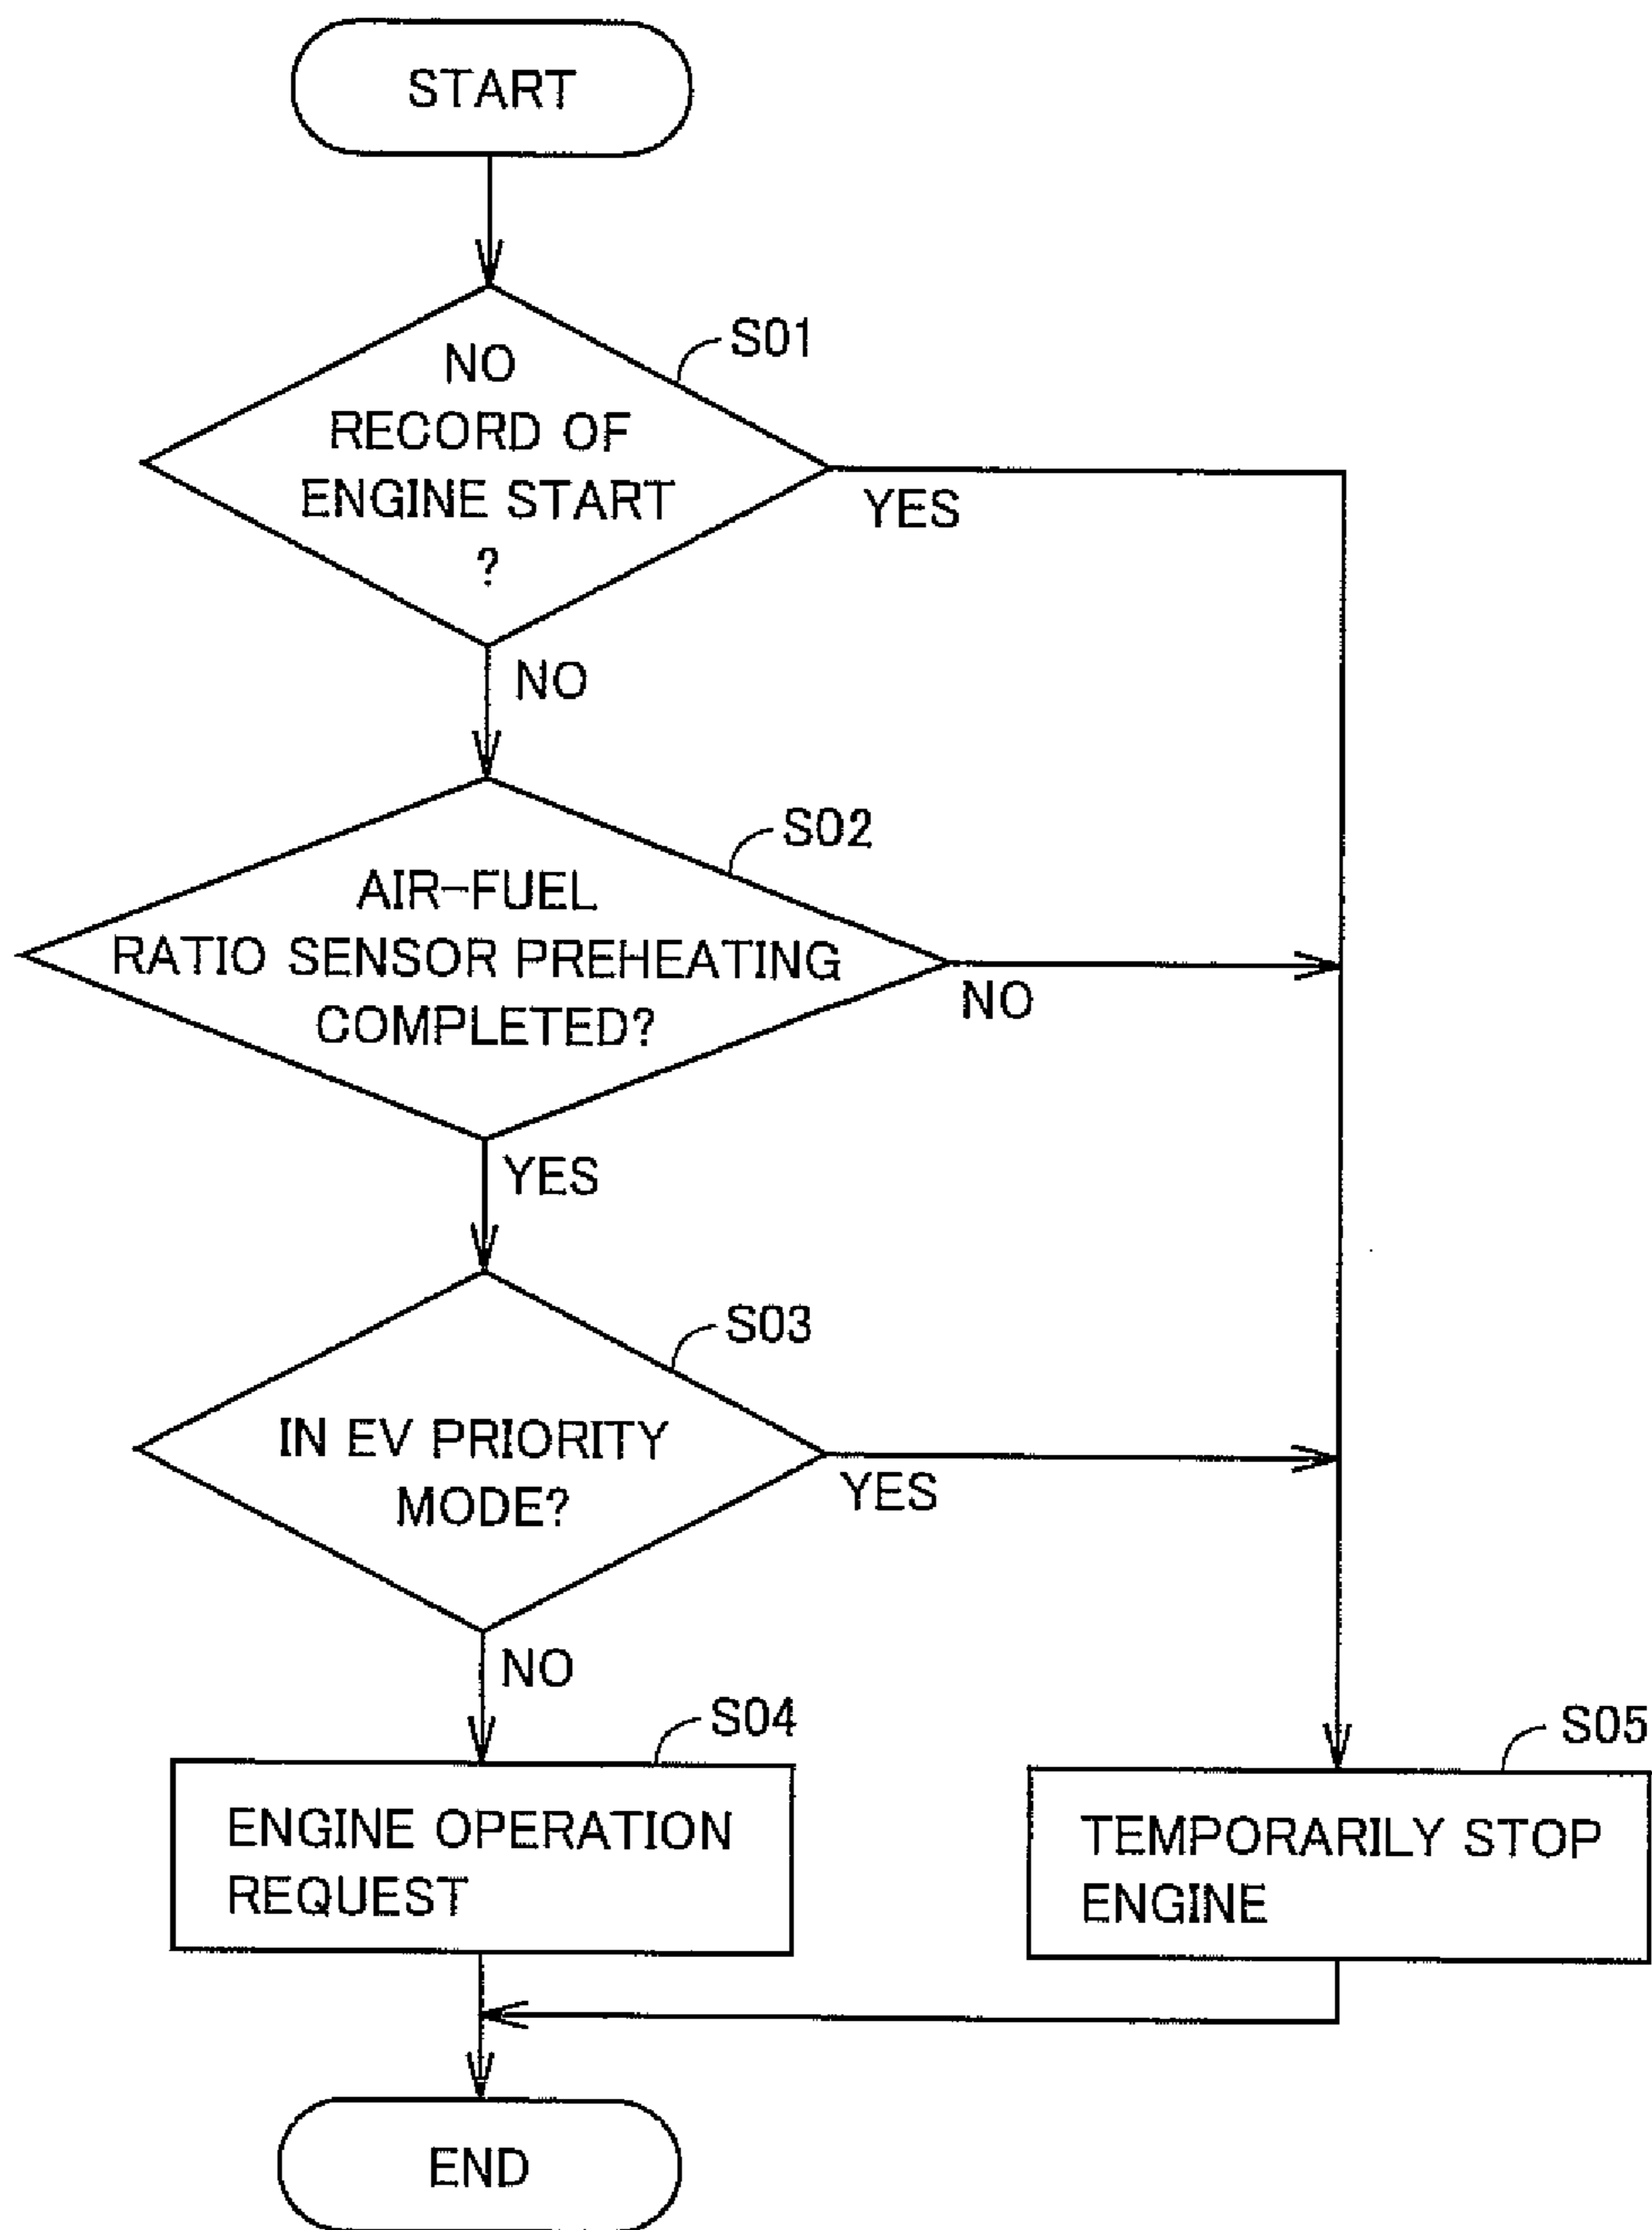 START
S01
NO
RECORD OF
ENGINE START
?
YES
NO
S02
AIR-FUEL
RATIO SENSOR PREHEATING
COMPLETED?
NO
YES
S03
IN EV PRIORITY
MODE?
YES
NO
S04
ENGINE OPERATION
REQUEST
S05
TEMPORARILY STOP
ENGINE
END